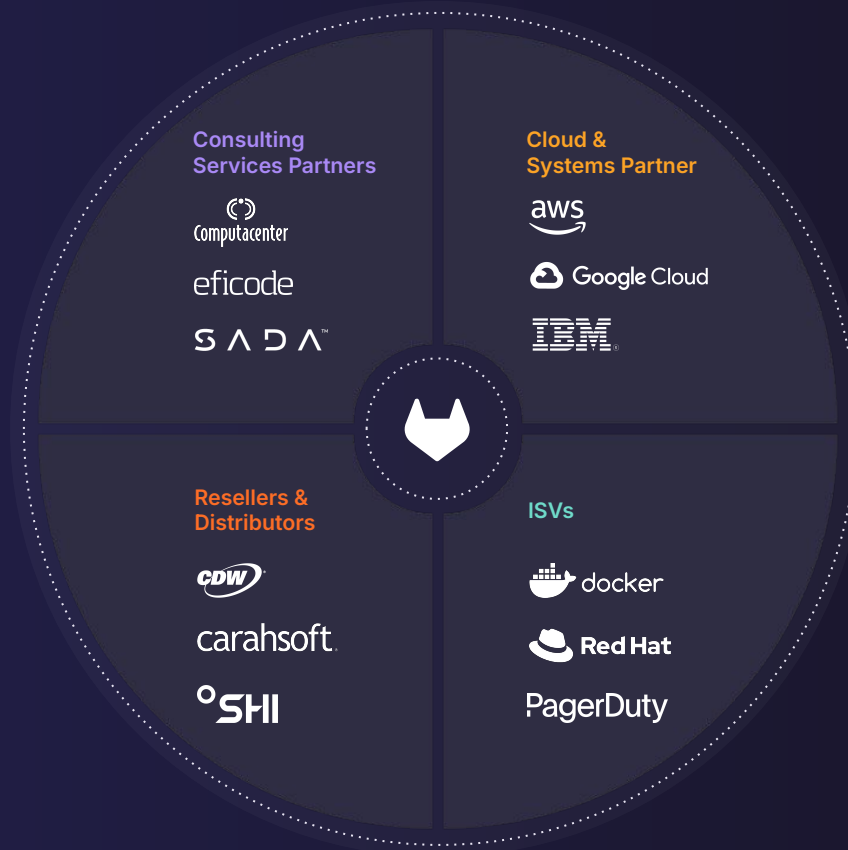 Consulting
Services Partners
Computacenter
eficode
SADA™
Cloud &
Systems Partner
aws
Google Cloud
IBM®
Resellers &
Distributors
CDW
carahsoft.
SHI
ISVs
docker
Red Hat
PagerDuty